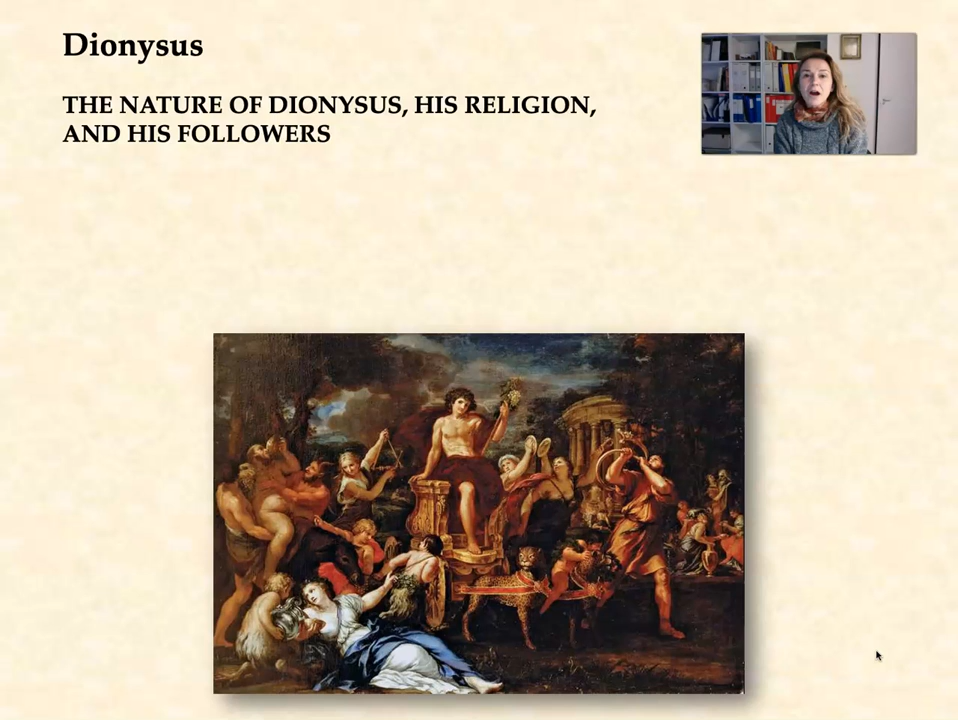 Dionysus
THE NATURE OF DIONYSUS, HIS RELIGION,
AND HIS FOLLOWERS